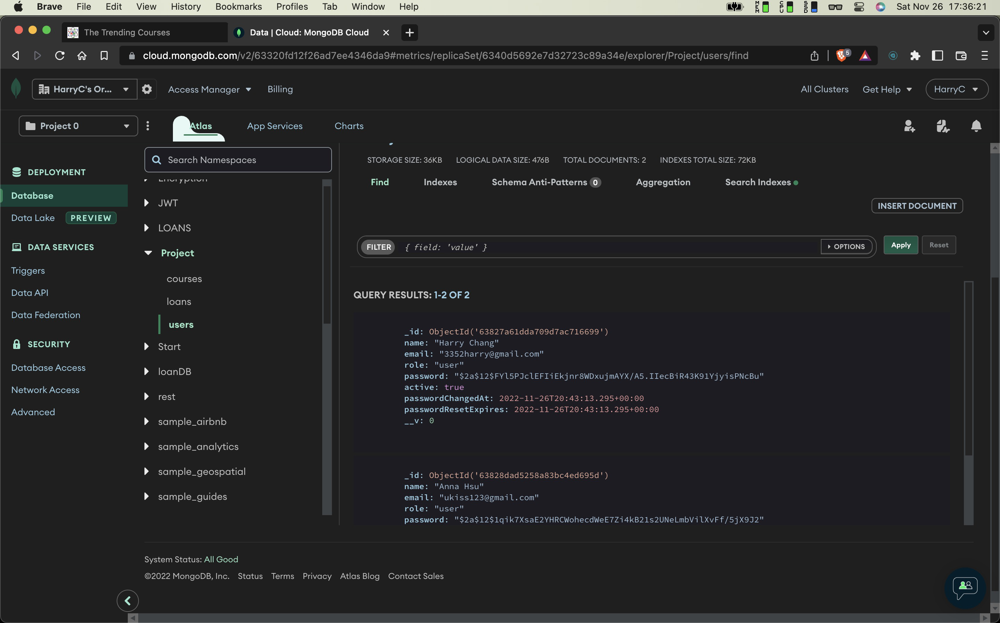 Brave File Edit View History Bookmarks Profiles Tab Window Help MEM CPU SSD Sat Nov 26 17:36:21
The Trending Courses Data | Cloud: MongoDB Cloud
cloud.mongodb.com/v2/63320fd12f26ad7ee4346da9#metrics/replicaSet/6340d5692e7d32723c89a34e/explorer/Project/users/find 5
HarryC's Or... Access Manager Billing All Clusters Get Help HarryC
Project 0 Atlas App Services Charts
DEPLOYMENT
Database
Data Lake PREVIEW
DATA SERVICES
Triggers
Data API
Data Federation
SECURITY
Database Access
Network Access
Advanced
Search Namespaces
Encryption
JWT
LOANS
Project
courses
loans
users
Start
loanDB
rest
sample_airbnb
sample_analytics
sample_geospatial
sample_guides
STORAGE SIZE: 36KB LOGICAL DATA SIZE: 476B TOTAL DOCUMENTS: 2 INDEXES TOTAL SIZE: 72KB
Find Indexes Schema Anti-Patterns 0 Aggregation Search Indexes
INSERT DOCUMENT
FILTER { field: 'value' } OPTIONS Apply Reset
QUERY RESULTS: 1-2 OF 2
_id: ObjectId('63827a61dda709d7ac716699')
name: "Harry Chang"
email: "3352harry@gmail.com"
role: "user"
password: "$2a$12$FYl5PJclEFIiEkjnr8WDxujmAYX/A5.IIecBiR43K91YjyisPNcBu"
active: true
passwordChangedAt: 2022-11-26T20:43:13.295+00:00
passwordResetExpires: 2022-11-26T20:43:13.295+00:00
__v: 0
_id: ObjectId('63828dad5258a83bc4ed695d')
name: "Anna Hsu"
email: "ukiss123@gmail.com"
role: "user"
password: "$2a$12$1qik7XsaE2YHRCWohecdWeE7Zi4kB21s2UNeLmbVilXvFf/5jX9J2"
System Status: All Good
©2022 MongoDB, Inc. Status Terms Privacy Atlas Blog Contact Sales